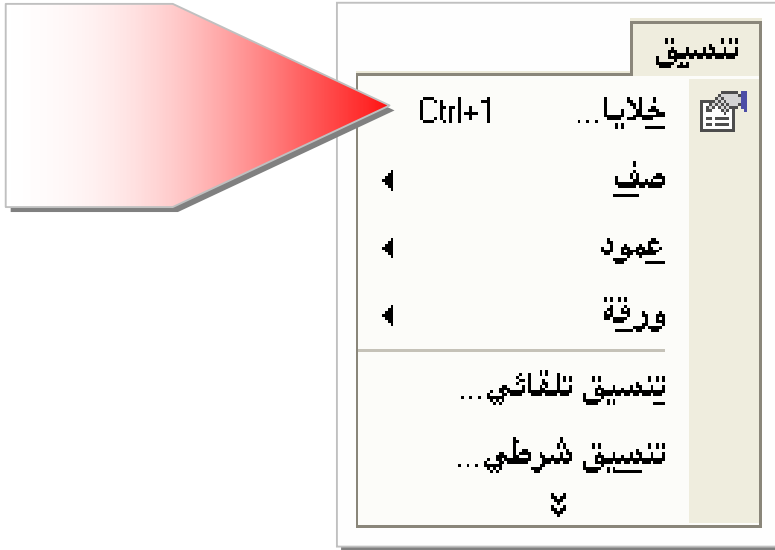 تنسيق
خلايا... Ctrl+1
صف
عمود
ورقة
تنسيق تلقائي...
تنسيق شرطي...